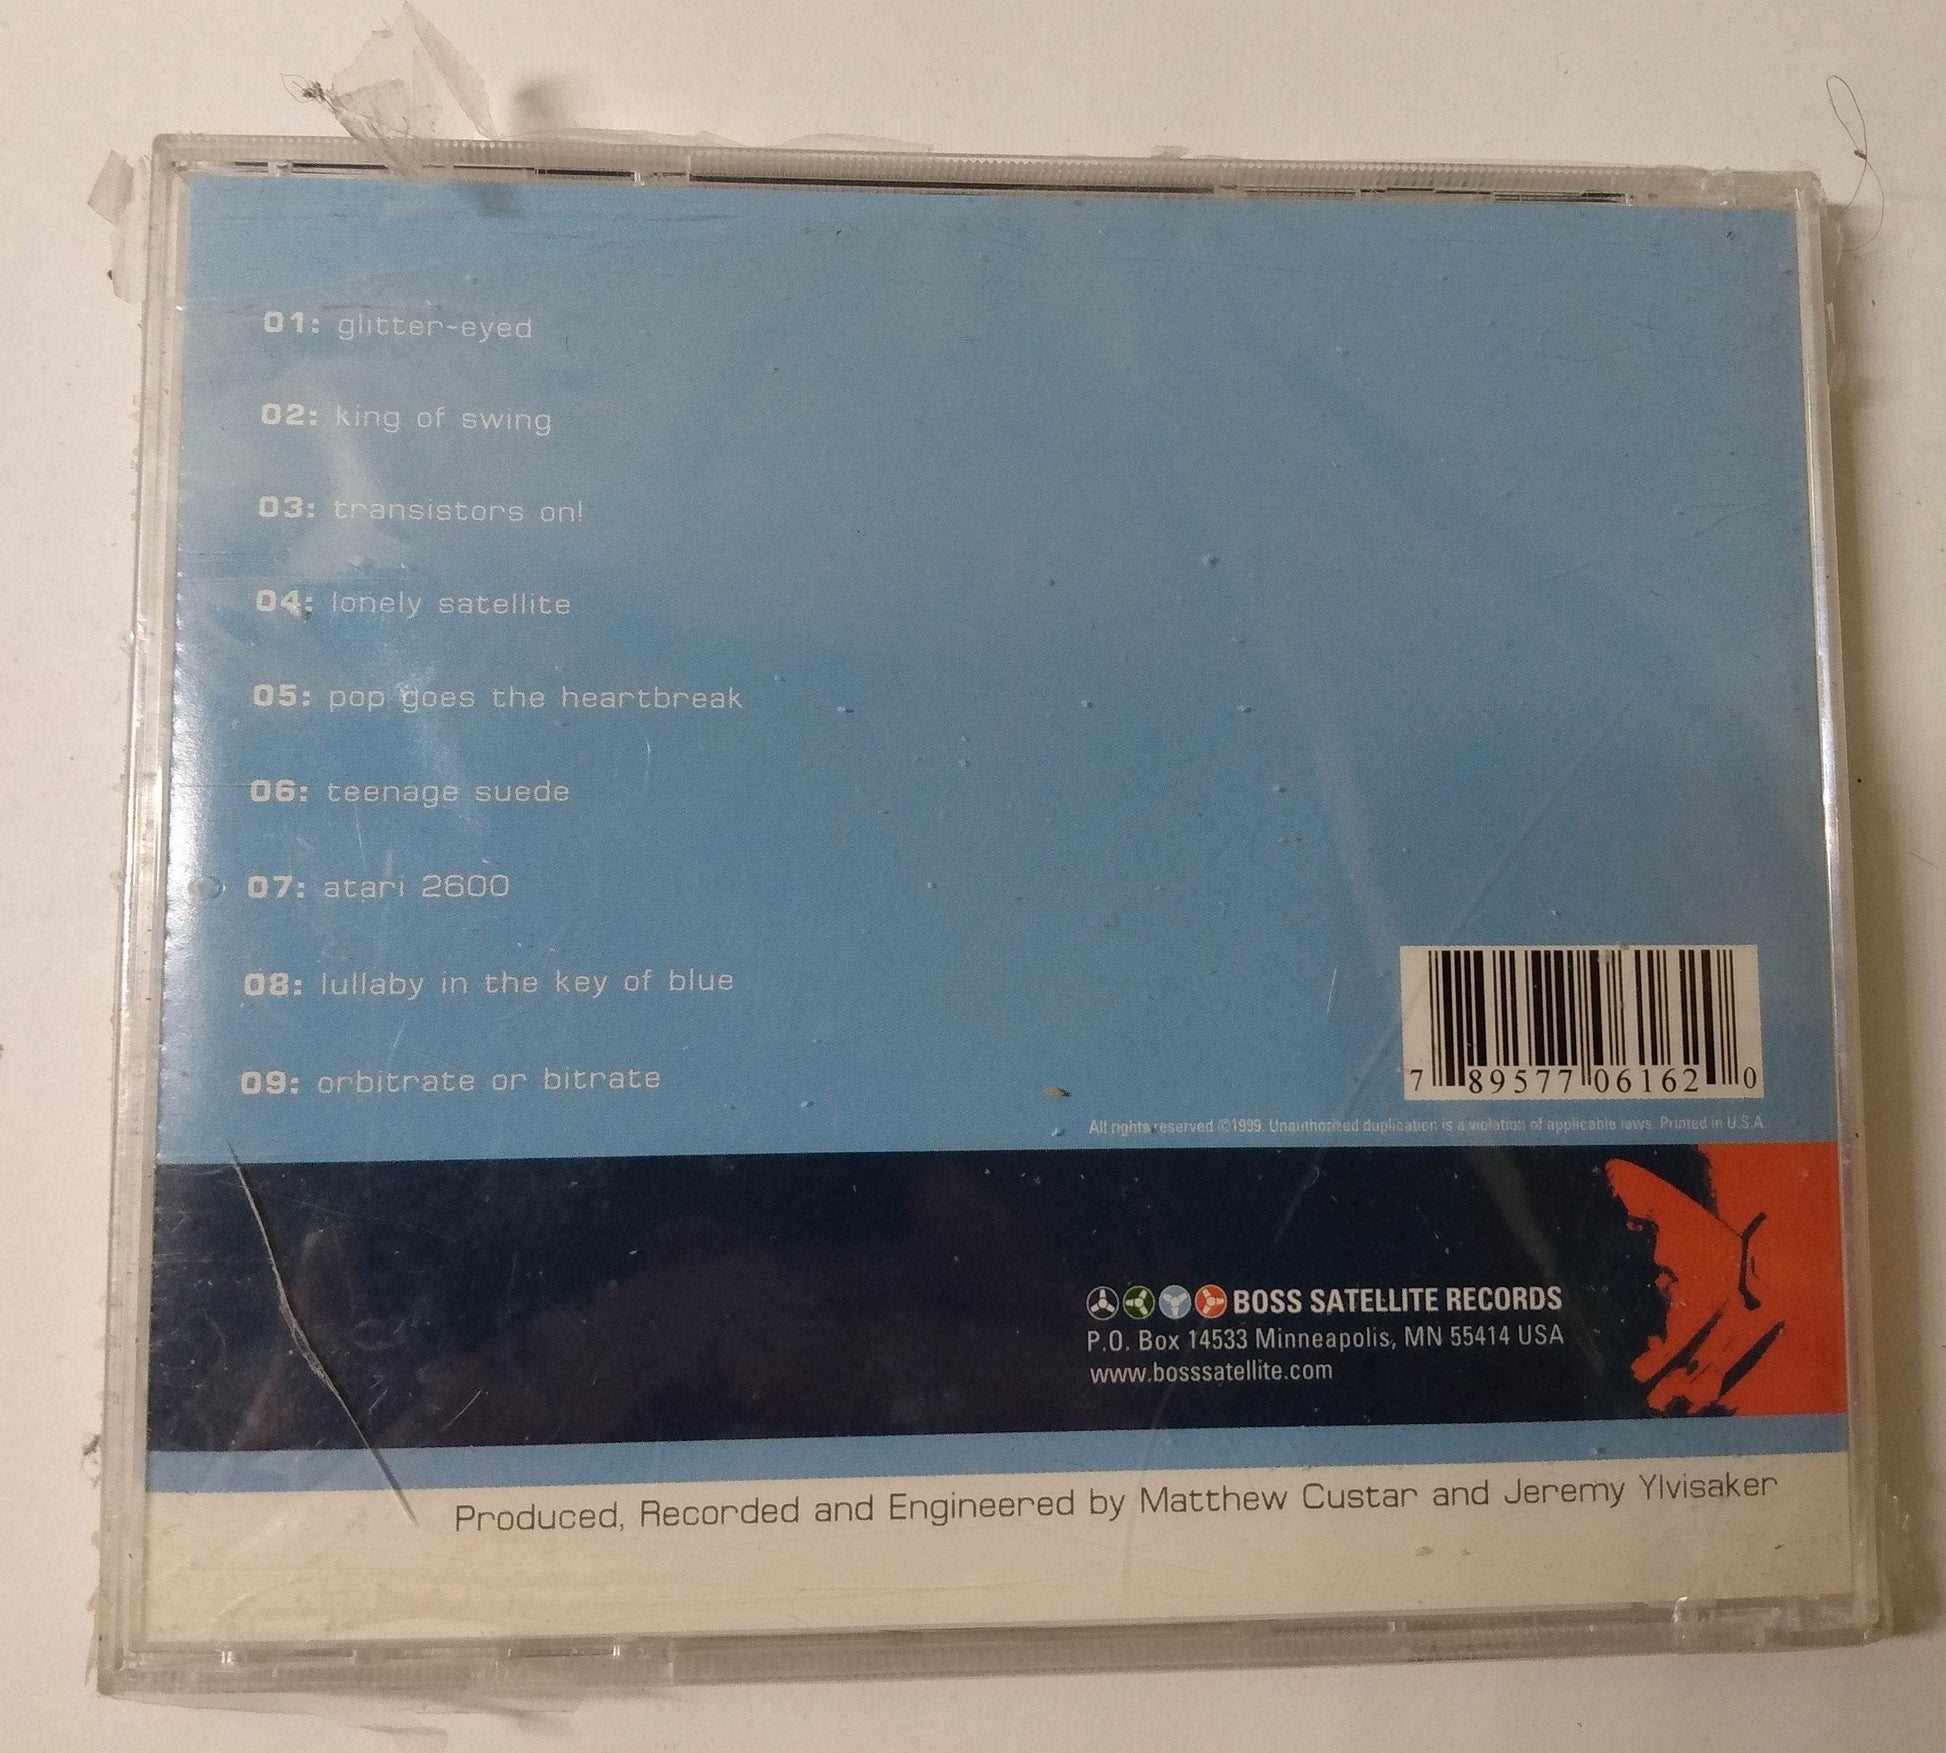 01: glitter-eyed
02: king of swing
03: transistors on!
04: lonely satellite
05: pop goes the heartbreak
06: teenage suede
07: atari 2600
08: lullaby in the key of blue
09: orbitrate or bitrate
7 89577 06162 0
All rights reserved ©1999. Unauthorized duplication is a violation of applicable laws. Printed in U.S.A.
BOSS SATELLITE RECORDS
P.O. Box 14533 Minneapolis, MN 55414 USA
www.bosssatellite.com
Produced, Recorded and Engineered by Matthew Custar and Jeremy Ylvisaker